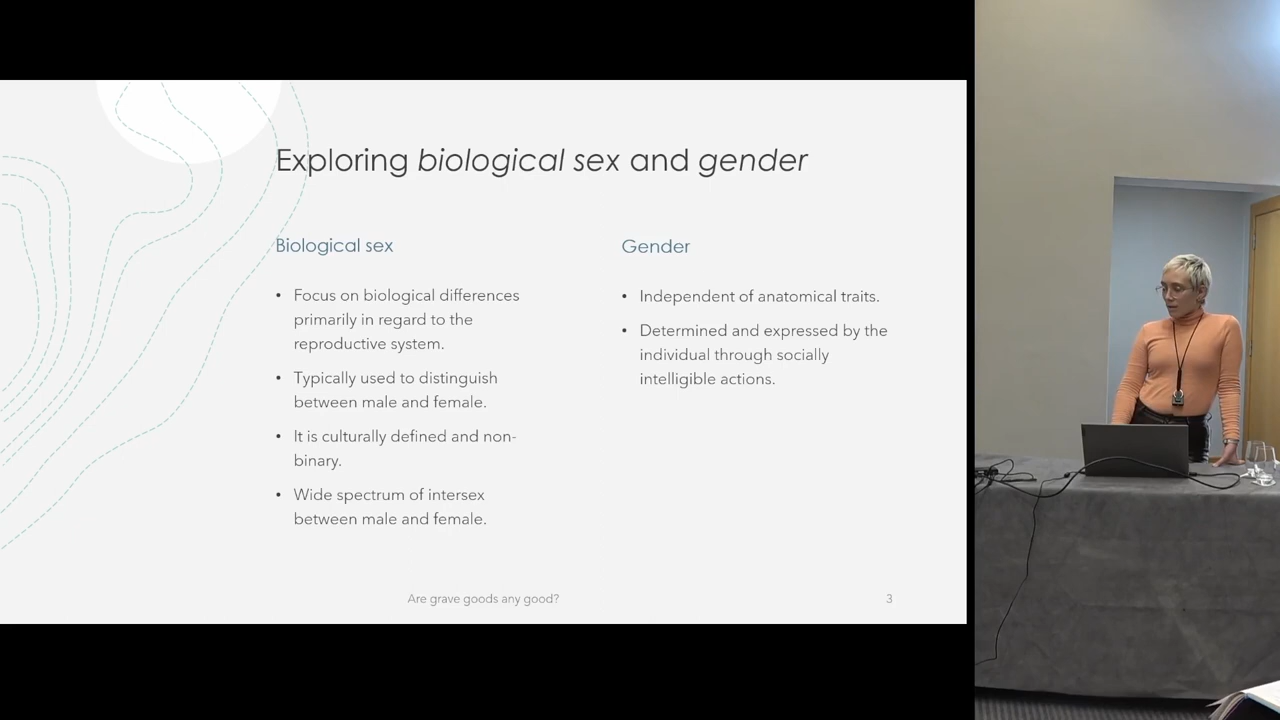 Exploring biological sex and gender
Biological sex
• Focus on biological differences
primarily in regard to the
reproductive system.
• Typically used to distinguish
between male and female.
• It is culturally defined and non-
binary.
• Wide spectrum of intersex
between male and female.
Gender
• Independent of anatomical traits.
• Determined and expressed by the
individual through socially
intelligible actions.
Are grave goods any good?
3